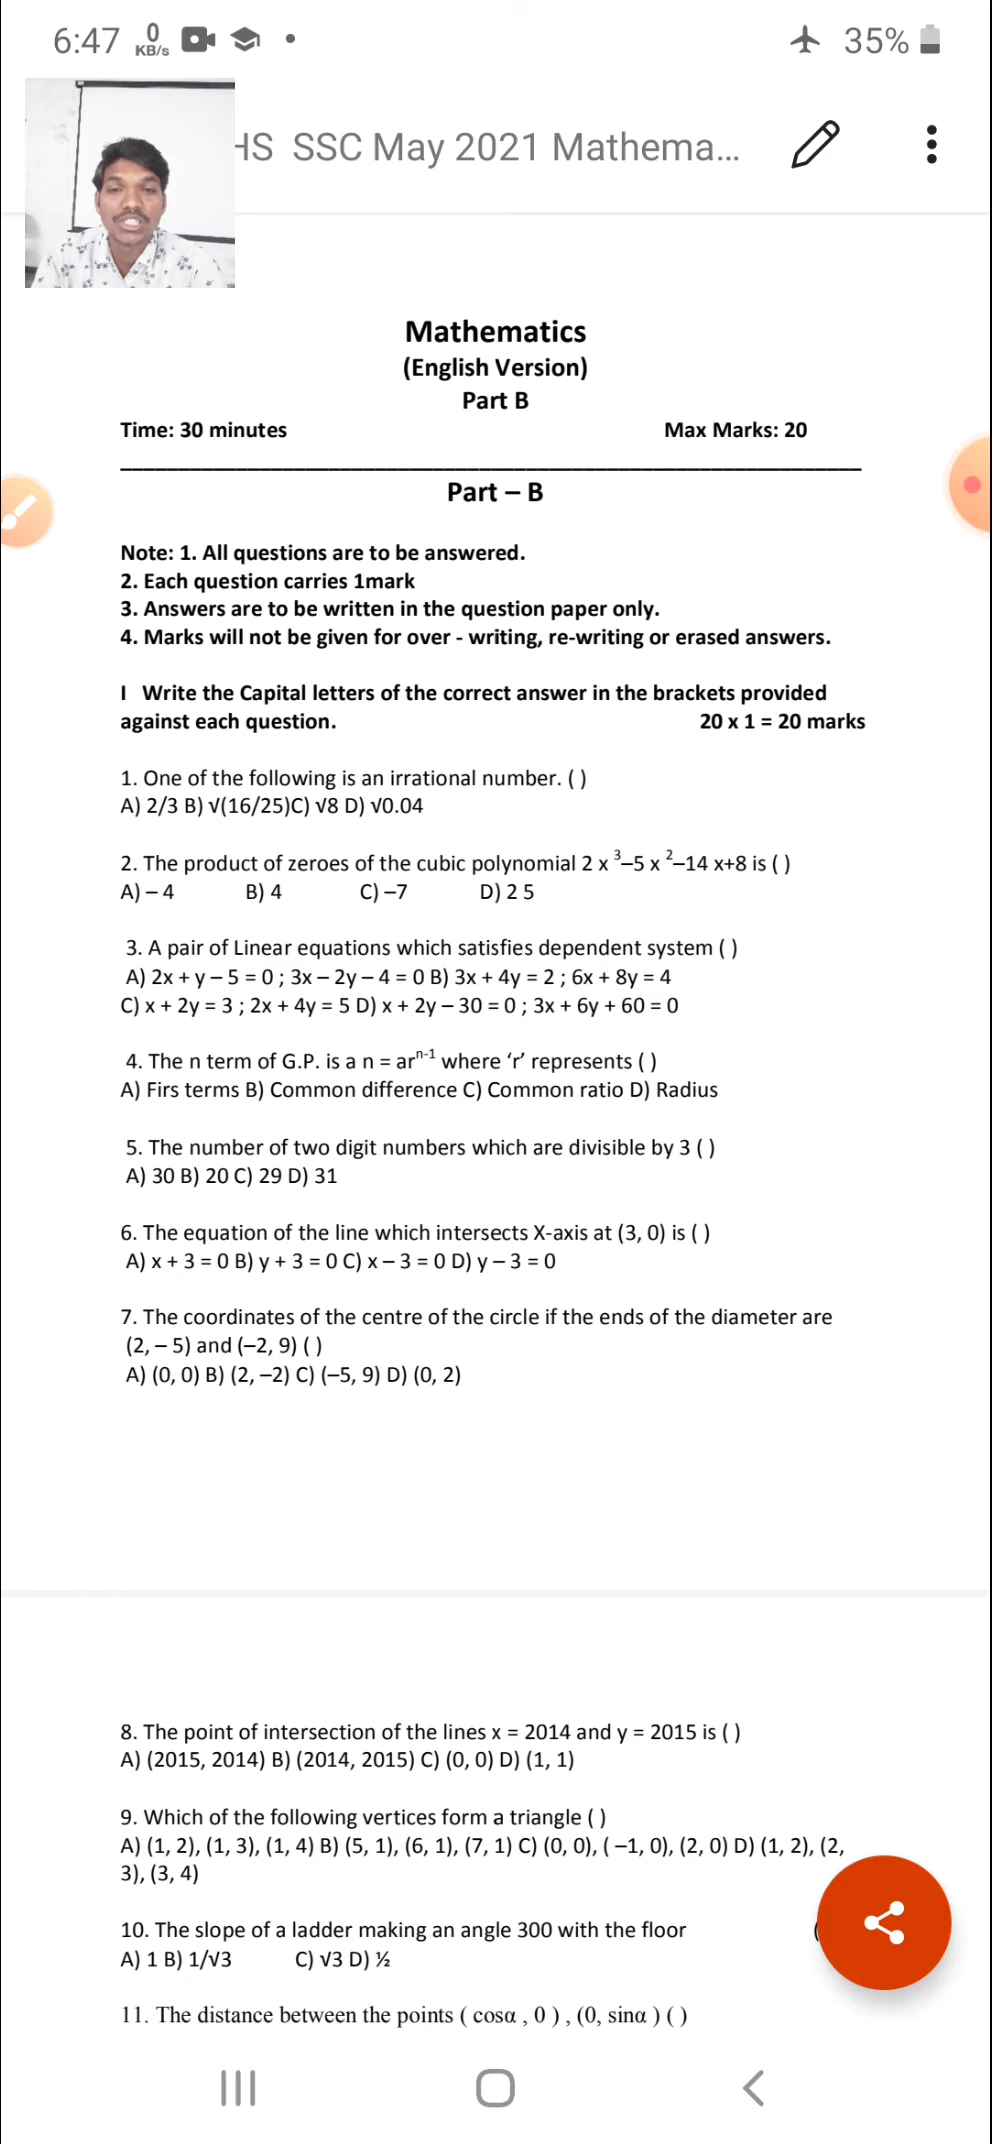 6:47 0 KB/s 35%
HS SSC May 2021 Mathema...
Mathematics
(English Version)
Part B
Time: 30 minutes Max Marks: 20
Part – B
Note: 1. All questions are to be answered.
2. Each question carries 1mark
3. Answers are to be written in the question paper only.
4. Marks will not be given for over - writing, re-writing or erased answers.
I Write the Capital letters of the correct answer in the brackets provided
against each question. 20 x 1 = 20 marks
1. One of the following is an irrational number. ( )
A) 2/3 B) √(16/25)C) √8 D) √0.04
2. The product of zeroes of the cubic polynomial 2 x ³–5 x ²–14 x+8 is ( )
A) – 4 B) 4 C) –7 D) 2 5
3. A pair of Linear equations which satisfies dependent system ( )
A) 2x + y – 5 = 0 ; 3x – 2y – 4 = 0 B) 3x + 4y = 2 ; 6x + 8y = 4
C) x + 2y = 3 ; 2x + 4y = 5 D) x + 2y – 30 = 0 ; 3x + 6y + 60 = 0
4. The n term of G.P. is a n = arⁿ⁻¹ where ‘r’ represents ( )
A) Firs terms B) Common difference C) Common ratio D) Radius
5. The number of two digit numbers which are divisible by 3 ( )
A) 30 B) 20 C) 29 D) 31
6. The equation of the line which intersects X-axis at (3, 0) is ( )
A) x + 3 = 0 B) y + 3 = 0 C) x – 3 = 0 D) y – 3 = 0
7. The coordinates of the centre of the circle if the ends of the diameter are
(2, – 5) and (–2, 9) ( )
A) (0, 0) B) (2, –2) C) (–5, 9) D) (0, 2)
8. The point of intersection of the lines x = 2014 and y = 2015 is ( )
A) (2015, 2014) B) (2014, 2015) C) (0, 0) D) (1, 1)
9. Which of the following vertices form a triangle ( )
A) (1, 2), (1, 3), (1, 4) B) (5, 1), (6, 1), (7, 1) C) (0, 0), ( –1, 0), (2, 0) D) (1, 2), (2,
3), (3, 4)
10. The slope of a ladder making an angle 300 with the floor (
A) 1 B) 1/√3 C) √3 D) ½
11. The distance between the points ( cosα , 0 ) , (0, sinα ) ( )